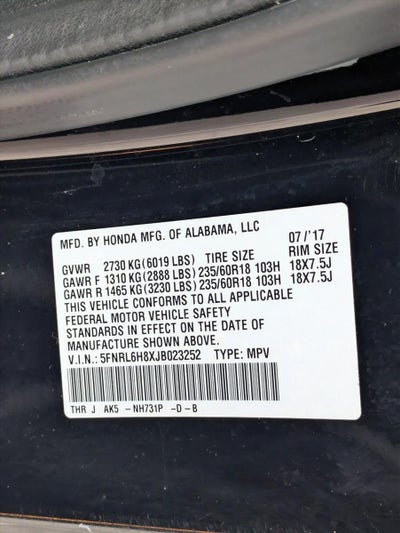 MFD. BY HONDA MFG. OF ALABAMA, LLC 07/'17
GVWR 2730 KG(6019 LBS) TIRE SIZE RIM SIZE
GAWR F 1310 KG(2888 LBS) 235/60R18 103H 18X7.5J
GAWR R 1465 KG(3230 LBS) 235/60R18 103H 18X7.5J
THIS VEHICLE CONFORMS TO ALL APPLICABLE
FEDERAL MOTOR VEHICLE SAFETY
STANDARDS IN EFFECT ON THE DATE OF
MANUFACTURE SHOWN ABOVE.
V.I.N.: 5FNRL6H8XJB023252 TYPE: MPV
THR J AK5 -NH731P -D-B